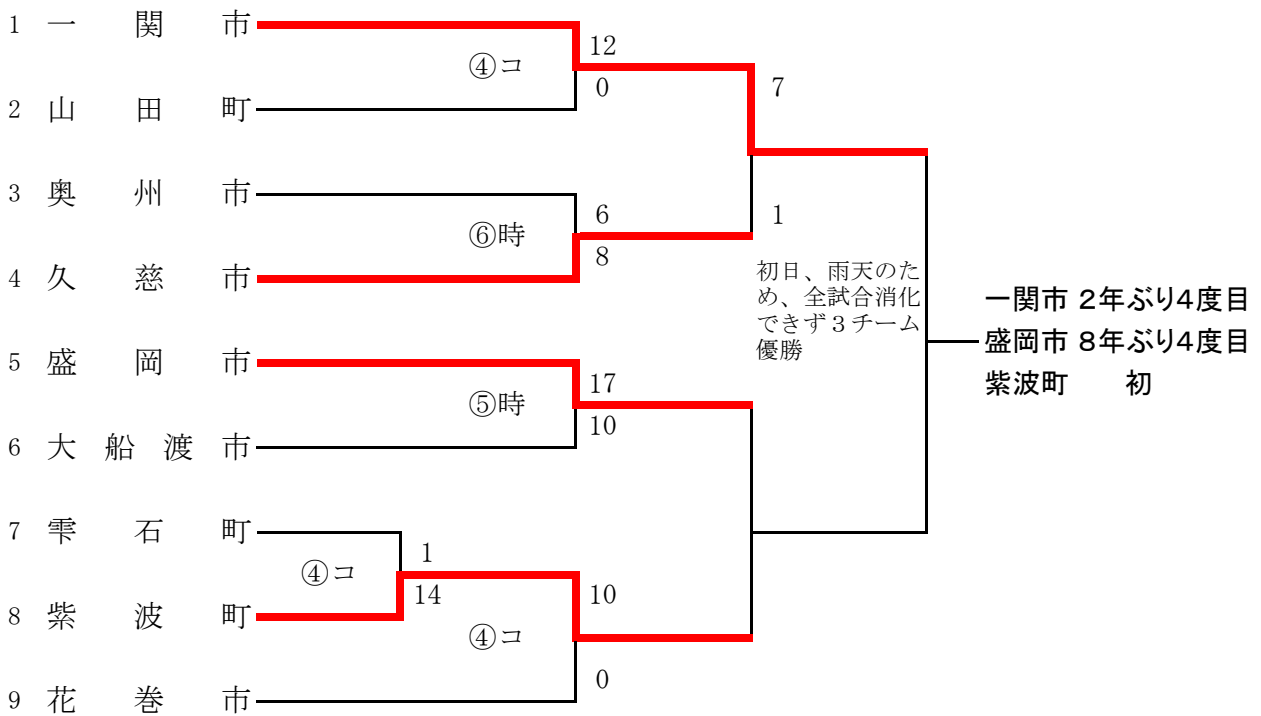 1 一関市
12
④コ
0
7
2 山田町
3 奥州市
6
1
⑥時
8
4 久慈市
初日、雨天のた
め、全試合消化
できず３チーム
優勝
一関市 2年ぶり4度目
盛岡市 8年ぶり4度目
紫波町 初
5 盛岡市
17
⑤時
10
6 大船渡市
7 雫石町
1
④コ
14
10
8 紫波町
④コ
0
9 花巻市